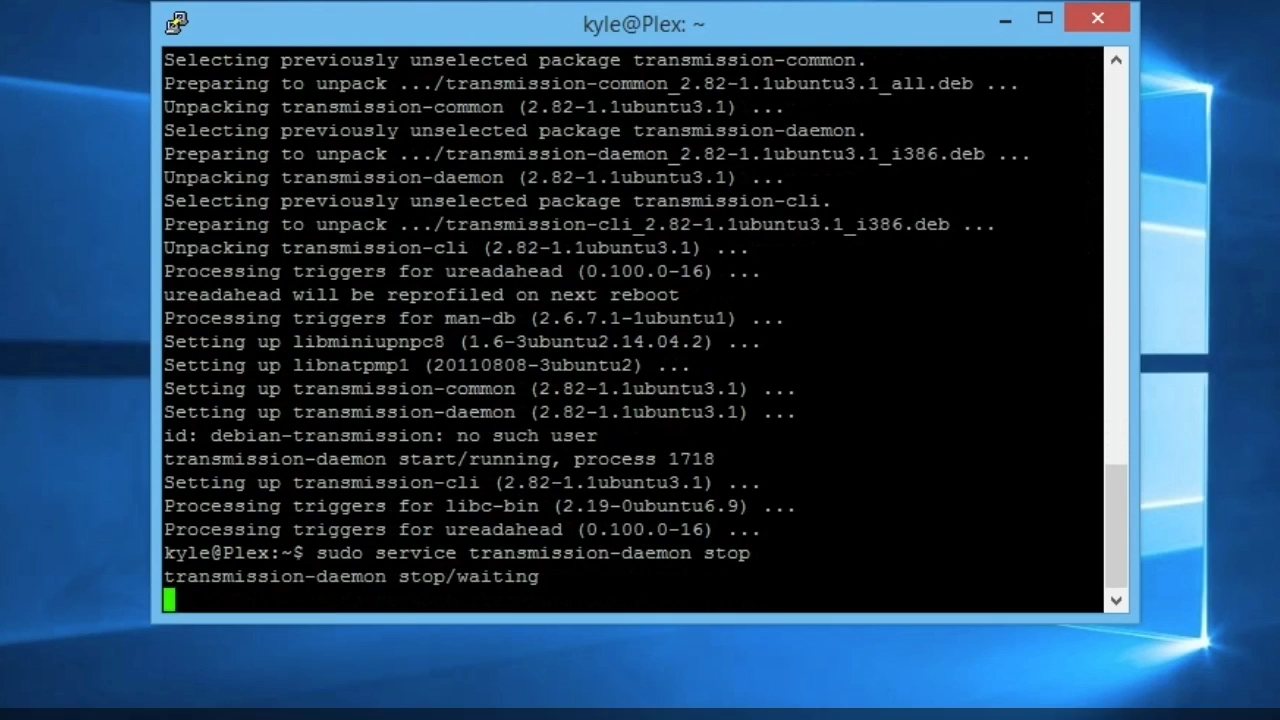 kyle@Plex: ~
Selecting previously unselected package transmission-common.
Preparing to unpack .../transmission-common_2.82-1.1ubuntu3.1_all.deb ...
Unpacking transmission-common (2.82-1.1ubuntu3.1) ...
Selecting previously unselected package transmission-daemon.
Preparing to unpack .../transmission-daemon_2.82-1.1ubuntu3.1_i386.deb ...
Unpacking transmission-daemon (2.82-1.1ubuntu3.1) ...
Selecting previously unselected package transmission-cli.
Preparing to unpack .../transmission-cli_2.82-1.1ubuntu3.1_i386.deb ...
Unpacking transmission-cli (2.82-1.1ubuntu3.1) ...
Processing triggers for ureadahead (0.100.0-16) ...
ureadahead will be reprofiled on next reboot
Processing triggers for man-db (2.6.7.1-1ubuntu1) ...
Setting up libminiupnpc8 (1.6-3ubuntu2.14.04.2) ...
Setting up libnatpmp1 (20110808-3ubuntu2) ...
Setting up transmission-common (2.82-1.1ubuntu3.1) ...
Setting up transmission-daemon (2.82-1.1ubuntu3.1) ...
id: debian-transmission: no such user
transmission-daemon start/running, process 1718
Setting up transmission-cli (2.82-1.1ubuntu3.1) ...
Processing triggers for libc-bin (2.19-0ubuntu6.9) ...
Processing triggers for ureadahead (0.100.0-16) ...
kyle@Plex:~$ sudo service transmission-daemon stop
transmission-daemon stop/waiting